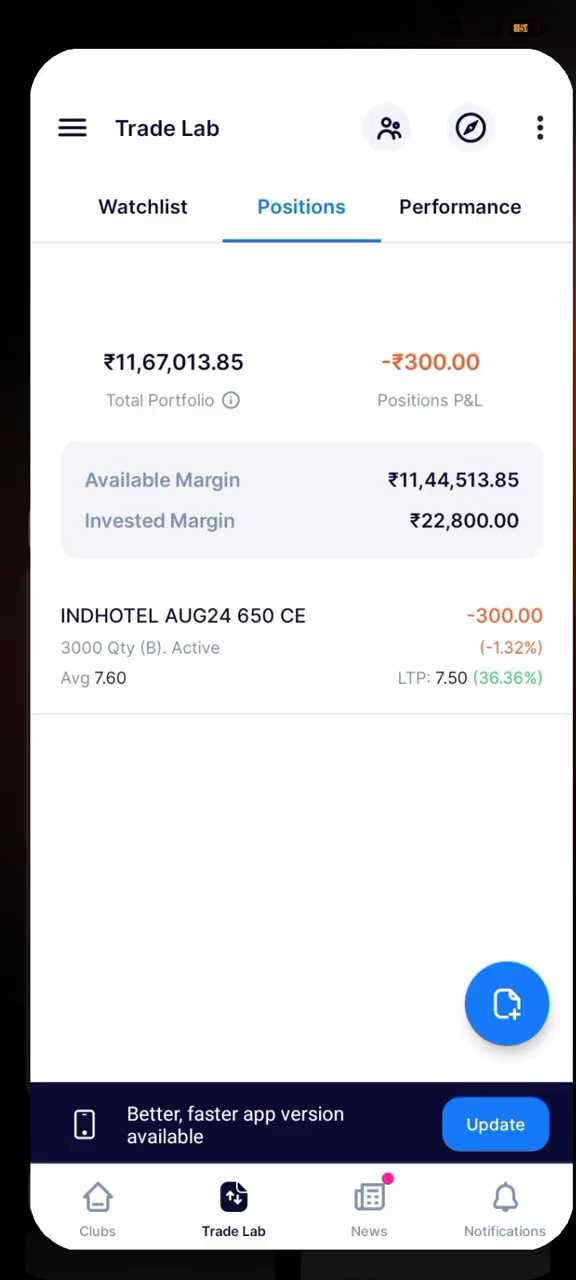 Trade Lab
Watchlist Positions Performance
₹11,67,013.85 -₹300.00
Total Portfolio Positions P&L
Available Margin ₹11,44,513.85
Invested Margin ₹22,800.00
INDHOTEL AUG24 650 CE -300.00
3000 Qty (B). Active (-1.32%)
Avg 7.60 LTP: 7.50 (36.36%)
Better, faster app version
available
Update
Clubs Trade Lab News Notifications